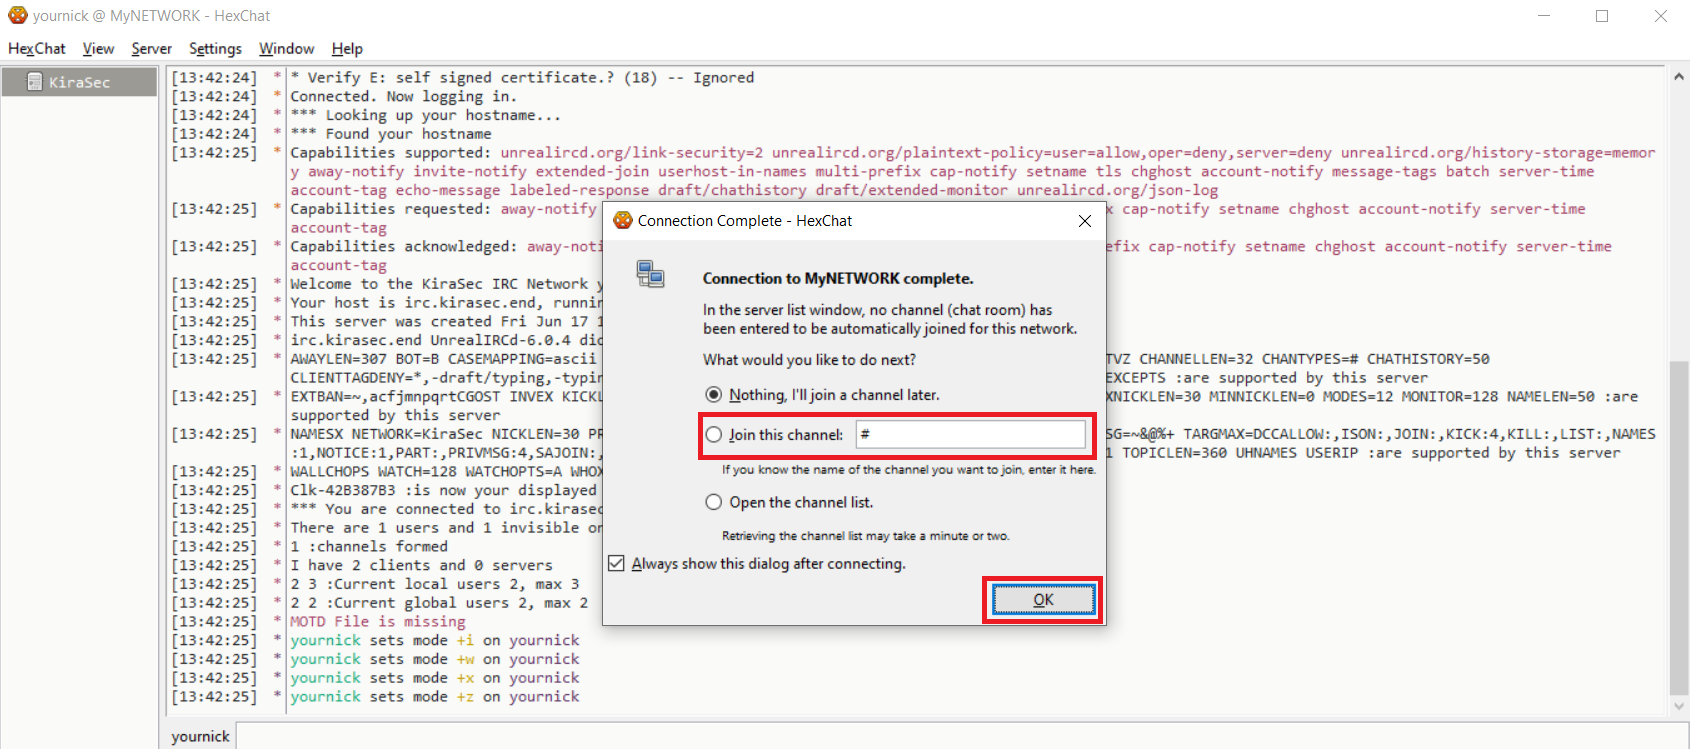 yournick @ MyNETWORK - HexChat
HexChat View Server Settings Window Help
KiraSec
[13:42:24] * * Verify E: self signed certificate.? (18) -- Ignored
[13:42:24] * Connected. Now logging in.
[13:42:24] * *** Looking up your hostname...
[13:42:24] * *** Found your hostname
[13:42:25] * Capabilities supported: unrealircd.org/link-security=2 unrealircd.org/plaintext-policy=user=allow,oper=deny,server=deny unrealircd.org/history-storage=memor
y away-notify invite-notify extended-join userhost-in-names multi-prefix cap-notify setname tls chghost account-notify message-tags batch server-time
account-tag echo-message labeled-response draft/chathistory draft/extended-monitor unrealircd.org/json-log
[13:42:25] * Capabilities requested: away-notify x cap-notify setname chghost account-notify server-time
account-tag
[13:42:25] * Capabilities acknowledged: away-noti efix cap-notify setname chghost account-notify server-time
account-tag
[13:42:25] * Welcome to the KiraSec IRC Network y
[13:42:25] * Your host is irc.kirasec.end, runnin
[13:42:25] * This server was created Fri Jun 17 1
[13:42:25] * irc.kirasec.end UnrealIRCd-6.0.4
[13:42:25] * AWAYLEN=307 BOT=B CASEMAPPING=ascii TVZ CHANNELLEN=32 CHANTYPES=# CHATHISTORY=50
CLIENTTAGDENY=*,-draft/typing,-typin EXCEPTS :are supported by this server
[13:42:25] * EXTBAN=~,acfjmnpqrtCGOST INVEX KICKL XNICKLEN=30 MINNICKLEN=0 MODES=12 MONITOR=128 NAMELEN=50 :are
supported by this server
[13:42:25] * NAMESX NETWORK=KiraSec NICKLEN=30 PR SG=~&@%+ TARGMAX=DCCALLOW:,ISON:,JOIN:,KICK:4,KILL:,LIST:,NAMES
:1,NOTICE:1,PART:,PRIVMSG:4,SAJOIN:, 1 TOPICLEN=360 UHNAMES USERIP :are supported by this server
[13:42:25] * WALLCHOPS WATCH=128 WATCHOPTS=A WHOX
[13:42:25] * Clk-42B387B3 :is now your displayed
[13:42:25] * *** You are connected to irc.kirasec
[13:42:25] * There are 1 users and 1 invisible on
[13:42:25] * 1 :channels formed
[13:42:25] * I have 2 clients and 0 servers
[13:42:25] * 2 3 :Current local users 2, max 3
[13:42:25] * 2 2 :Current global users 2, max 2
[13:42:25] * MOTD File is missing
[13:42:25] * yournick sets mode +i on yournick
[13:42:25] * yournick sets mode +w on yournick
[13:42:25] * yournick sets mode +x on yournick
[13:42:25] * yournick sets mode +z on yournick
yournick
Connection Complete - HexChat
Connection to MyNETWORK complete.
In the server list window, no channel (chat room) has
been entered to be automatically joined for this network.
What would you like to do next?
Nothing, I'll join a channel later.
Join this channel: #
If you know the name of the channel you want to join, enter it here.
Open the channel list.
Retrieving the channel list may take a minute or two.
Always show this dialog after connecting.
OK